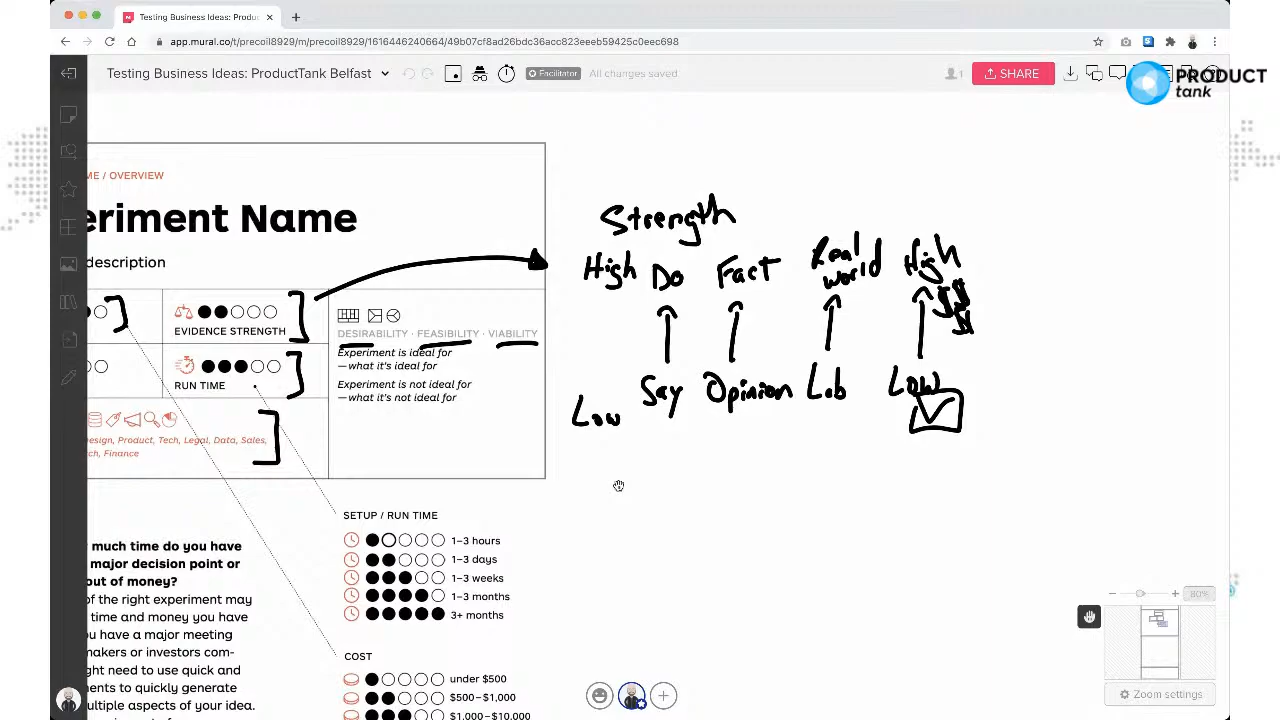 Testing Business Ideas: Produc
app.mural.co/t/precoil8929/m/precoil8929/1616446240664/49b07cf8ad26bdc36acc823eeeb59425c0eec698
Testing Business Ideas: ProductTank Belfast
Facilitator
All changes saved
1
SHARE
PRODUCT
tank
ME / OVERVIEW
eriment Name
description
EVIDENCE STRENGTH
RUN TIME
DESIRABILITY · FEASIBILITY · VIABILITY
Experiment is ideal for
—what it's ideal for
Experiment is not ideal for
—what it's not ideal for
Design, Product, Tech, Legal, Data, Sales,
rch, Finance
Strength
High Do Fact Real world High
$$
$
Low Say Opinion Lab Low
much time do you have
major decision point or
out of money?
of the right experiment may
time and money you have
u have a major meeting
makers or investors com-
ght need to use quick and
ments to quickly generate
ultiple aspects of your idea.
SETUP / RUN TIME
1–3 hours
1–3 days
1–3 weeks
1–3 months
3+ months
COST
under $500
$500–$1,000
$1,000–$10,000
80%
Zoom settings